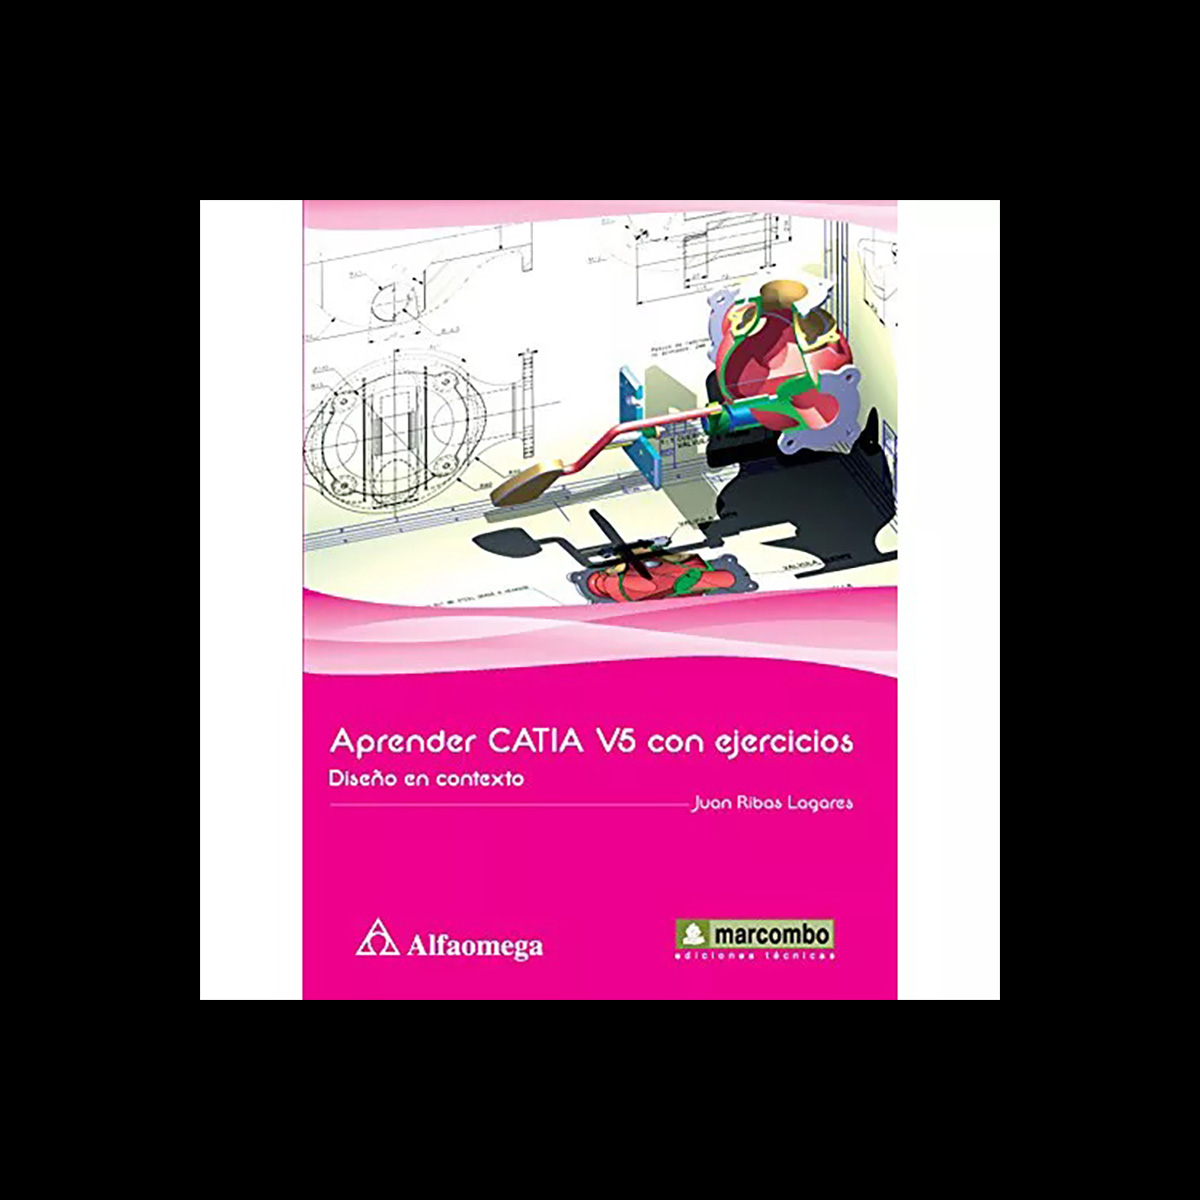 Aprender CATIA V5 con ejercicios
Diseño en contexto
Juan Ribas Lagares
Alfaomega
marcombo
ediciones técnicas